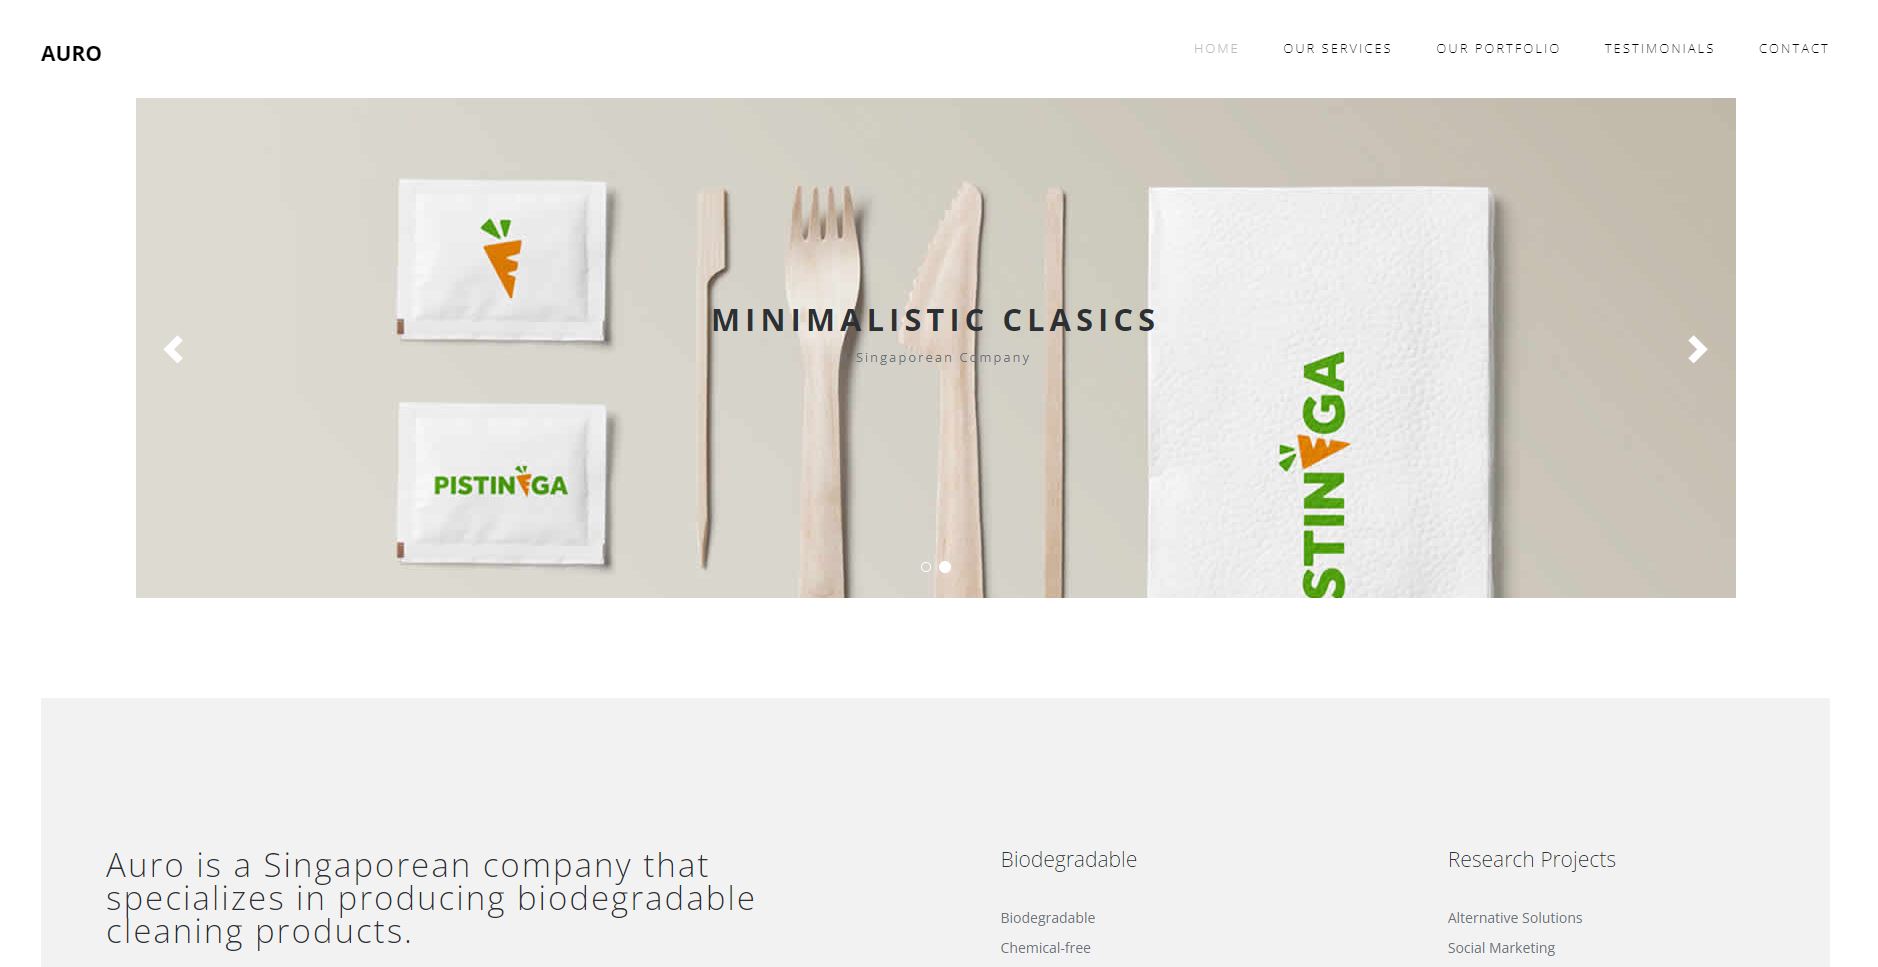 AURO
HOME OUR SERVICES OUR PORTFOLIO TESTIMONIALS CONTACT
MINIMALISTIC CLASICS
Singaporean Company
PISTINGA
STINGA
Auro is a Singaporean company that
specializes in producing biodegradable
cleaning products.
Biodegradable
Biodegradable
Chemical-free
Research Projects
Alternative Solutions
Social Marketing